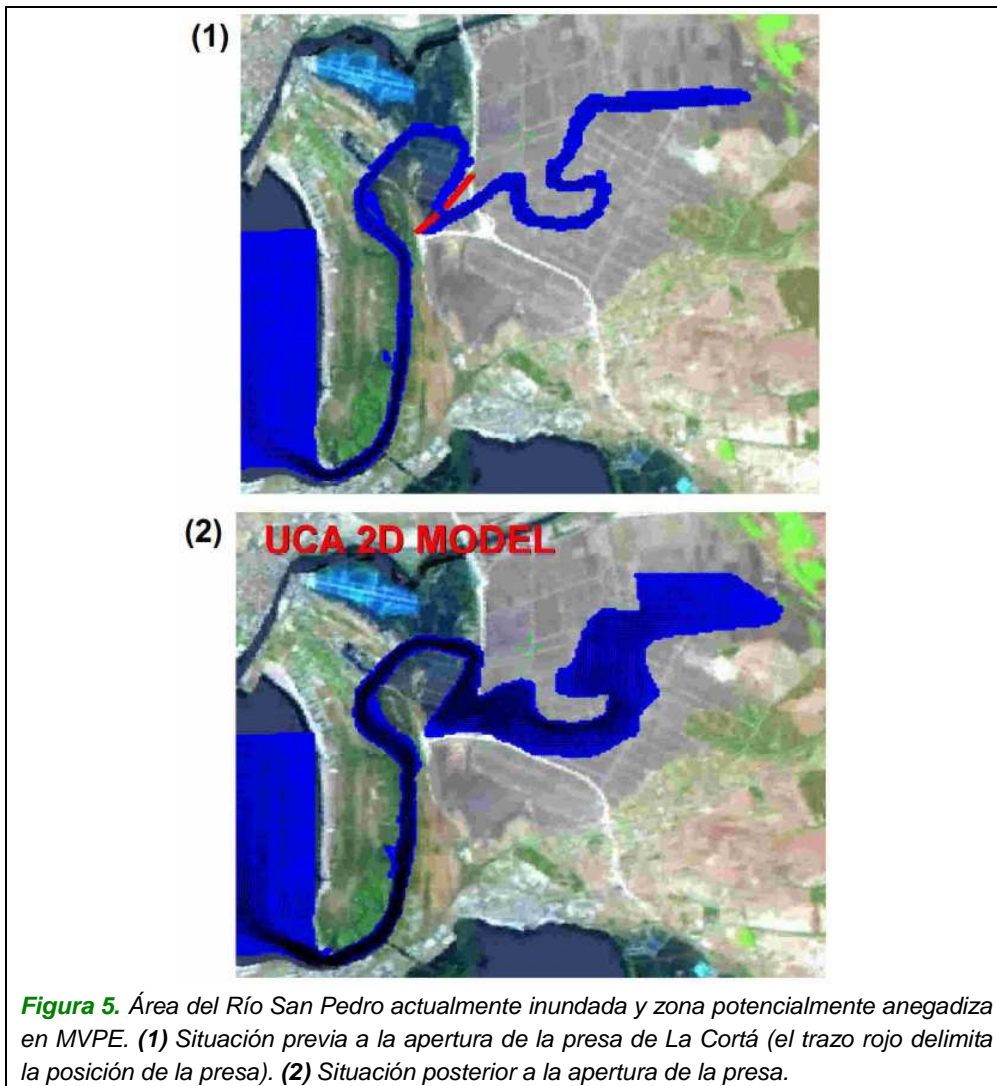 (1)
(2)
UCA 2D MODEL
Figura 5. Área del Río San Pedro actualmente inundada y zona potencialmente anegadiza
en MVPE. (1) Situación previa a la apertura de la presa de La Cortá (el trazo rojo delimita
la posición de la presa). (2) Situación posterior a la apertura de la presa.